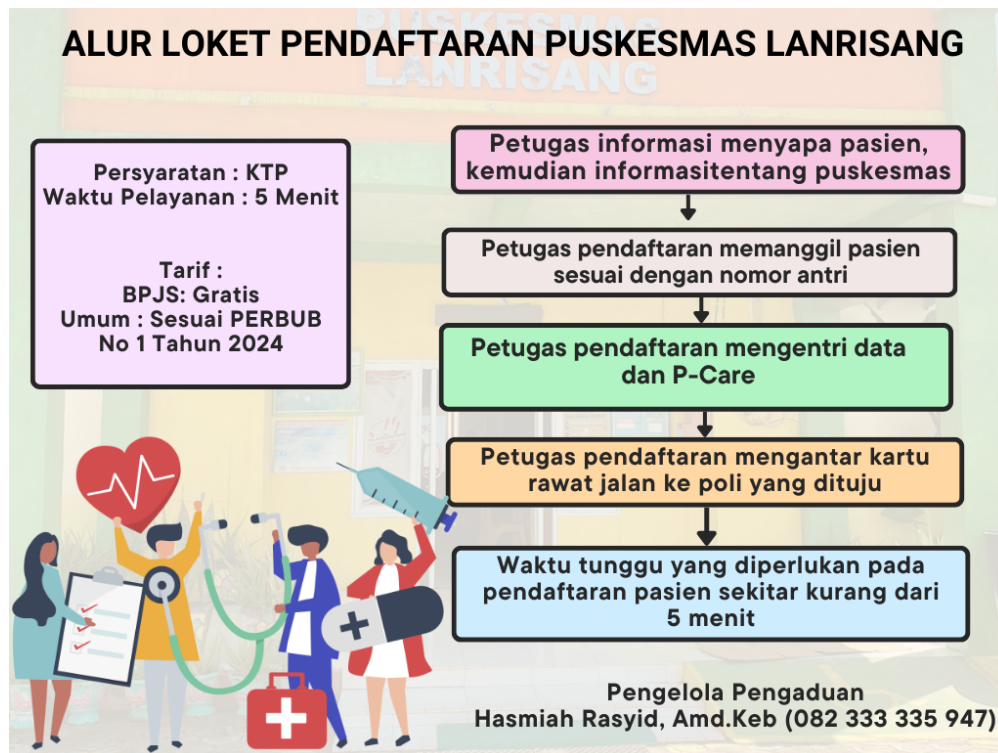 PUSKESMAS
LANRISANG
ALUR LOKET PENDAFTARAN PUSKESMAS LANRISANG
Persyaratan : KTP
Waktu Pelayanan : 5 Menit
Tarif :
BPJS: Gratis
Umum : Sesuai PERBUB
No 1 Tahun 2024
Petugas informasi menyapa pasien,
kemudian informasitentang puskesmas
Petugas pendaftaran memanggil pasien
sesuai dengan nomor antri
Petugas pendaftaran mengentri data
dan P-Care
Petugas pendaftaran mengantar kartu
rawat jalan ke poli yang dituju
Waktu tunggu yang diperlukan pada
pendaftaran pasien sekitar kurang dari
5 menit
Pengelola Pengaduan
Hasmiah Rasyid, Amd.Keb (082 333 335 947)